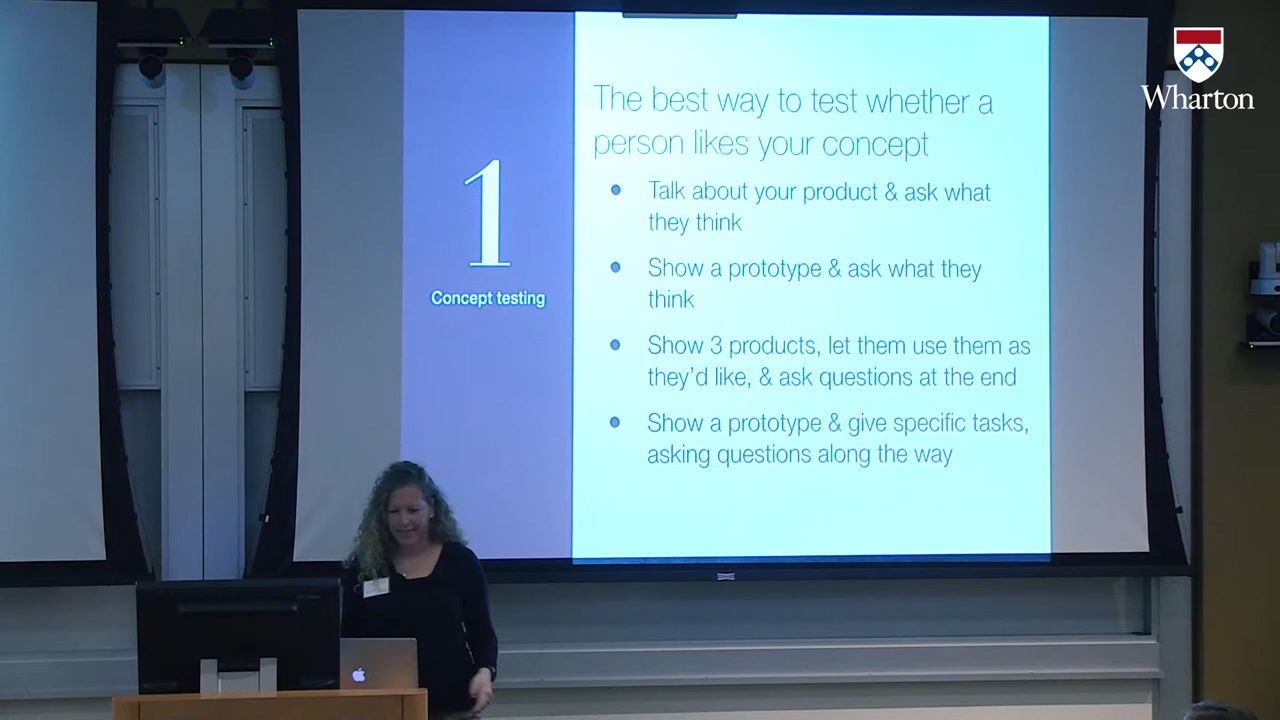 Wharton
1
Concept testing
The best way to test whether a
person likes your concept
Talk about your product & ask what
they think
Show a prototype & ask what they
think
Show 3 products, let them use them as
they'd like, & ask questions at the end
Show a prototype & give specific tasks,
asking questions along the way